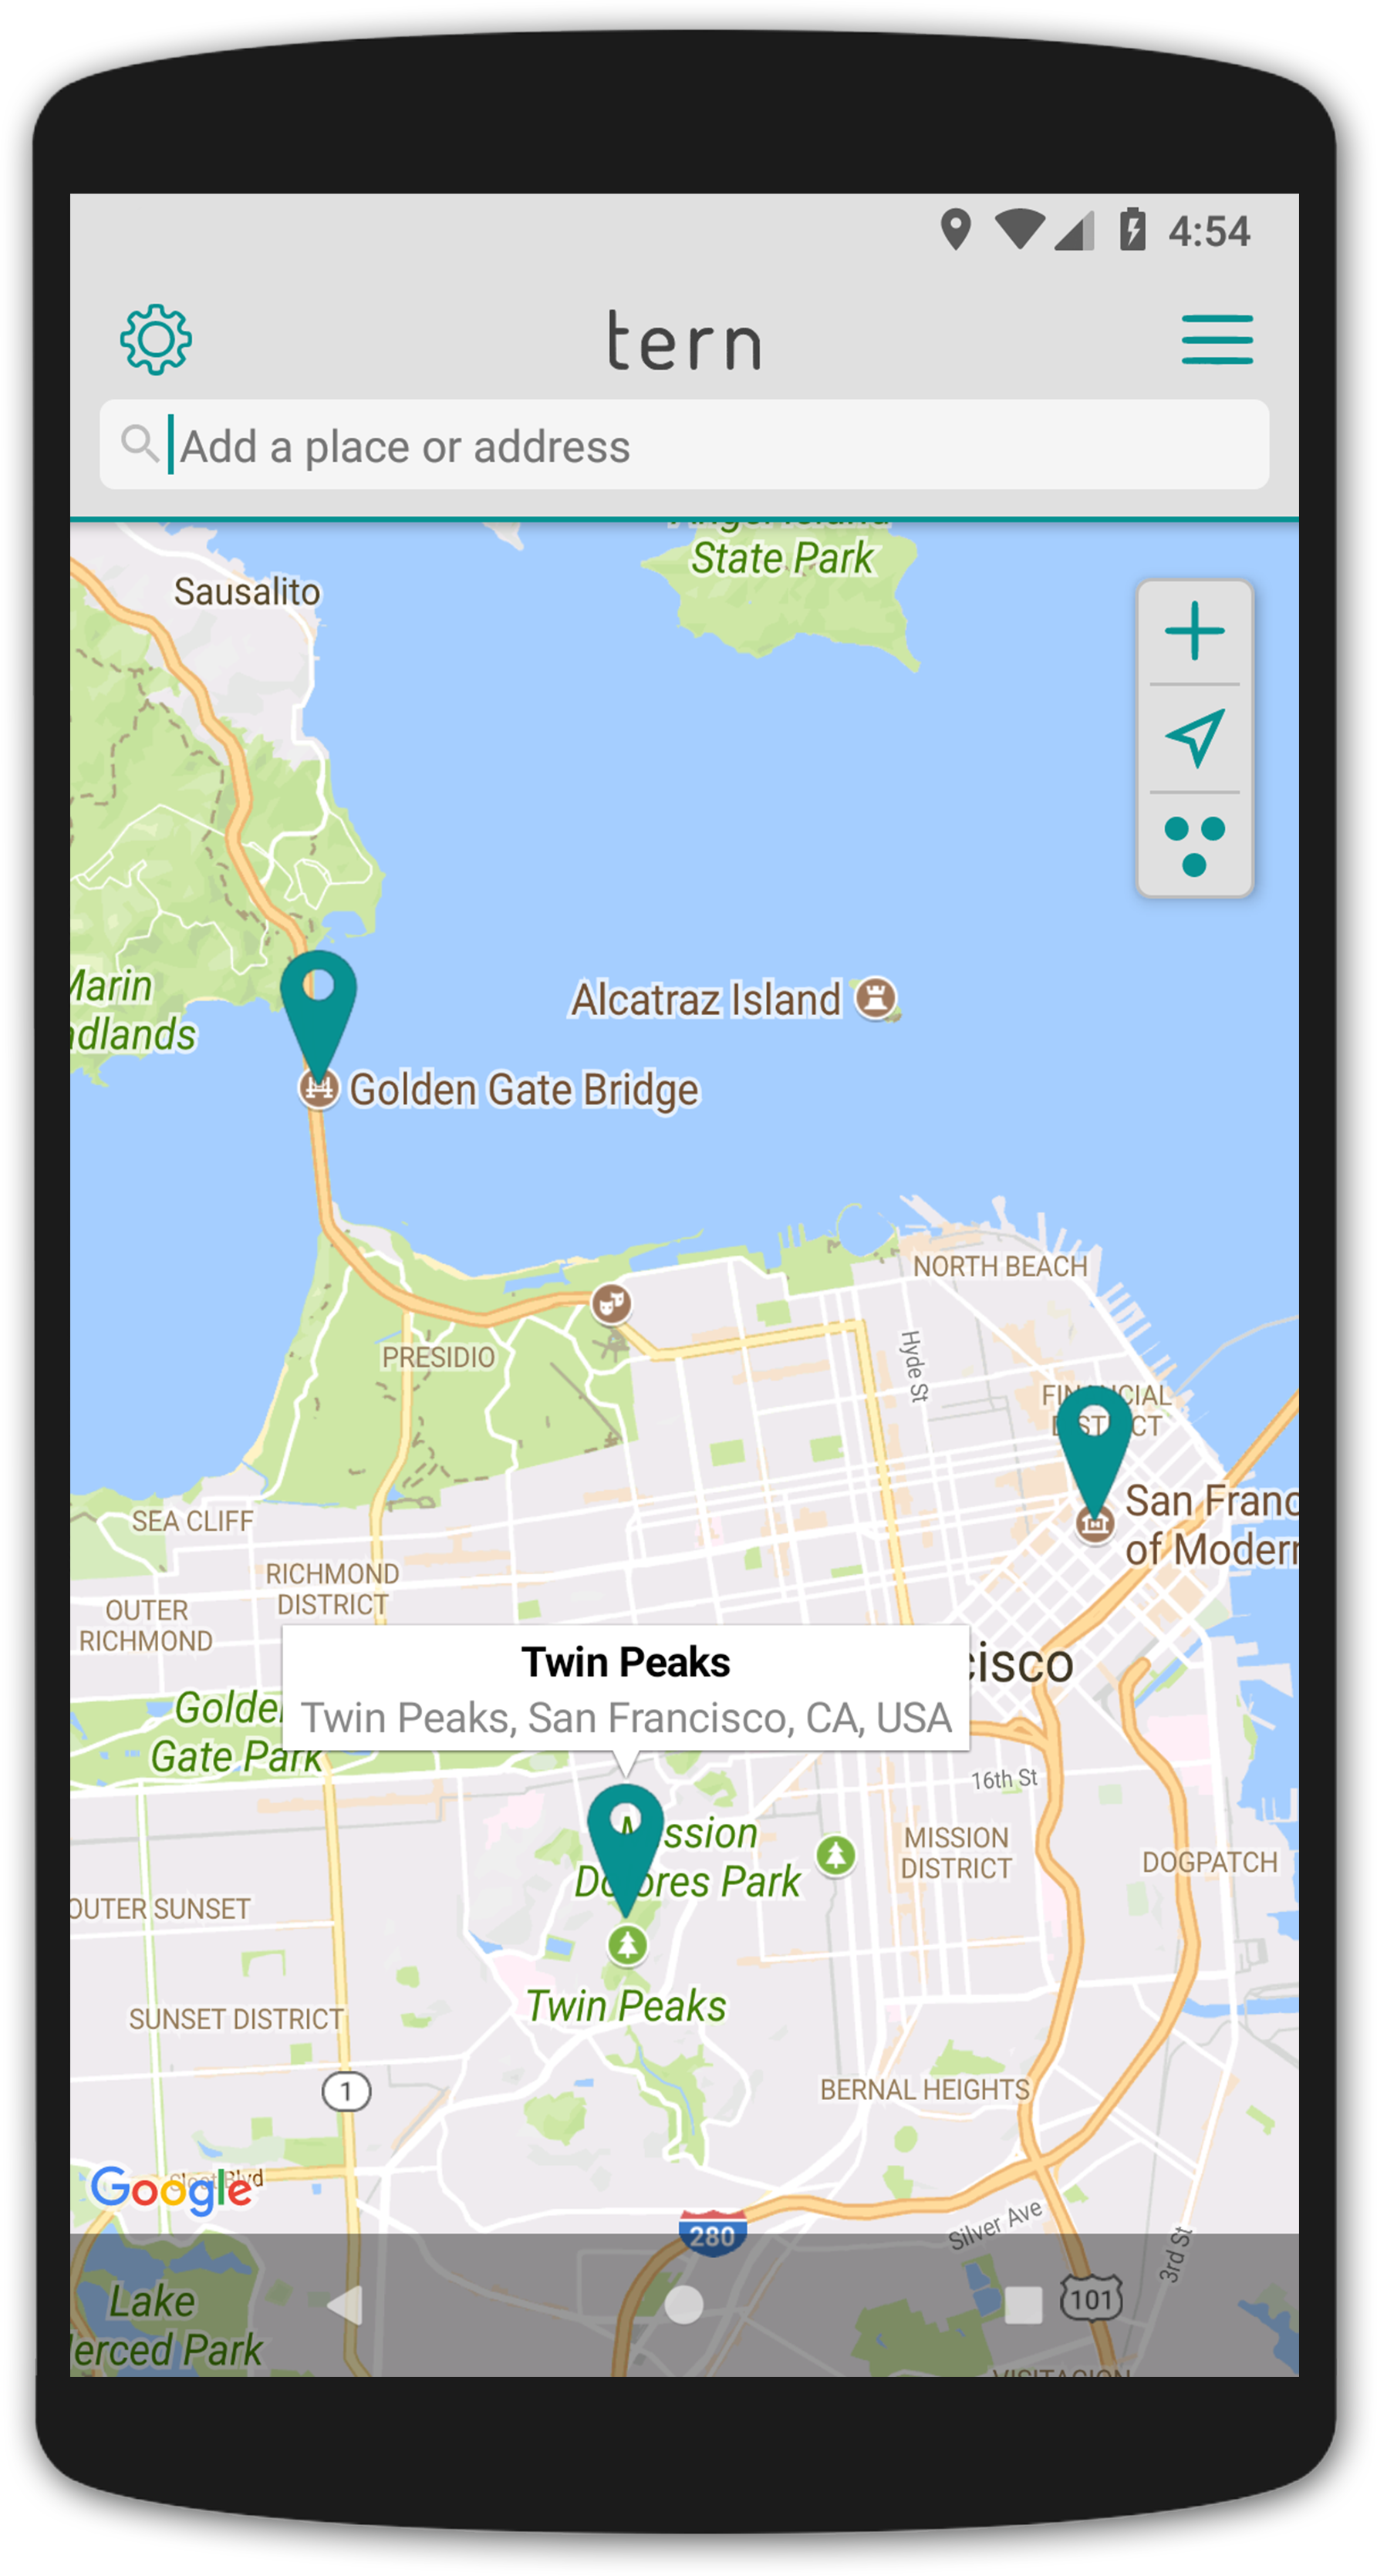 4:54
tern
Add a place or address
State Park
Sausalito
Marin
Alcatraz Island
Golden Gate Bridge
NORTH BEACH
Hyde St
PRESIDIO
FINANCIAL
DISTRICT
San Franc
of Modern
SEA CLIFF
RICHMOND
DISTRICT
OUTER
RICHMOND
Twin Peaks
cisco
Twin Peaks, San Francisco, CA, USA
Golden
Gate Park
16th St
Mission
Dolores Park
MISSION
DISTRICT
DOGPATCH
OUTER SUNSET
Twin Peaks
SUNSET DISTRICT
1
BERNAL HEIGHTS
Sloat Blvd
Google
280
Silver Ave
3rd St
101
Lake
erced Park